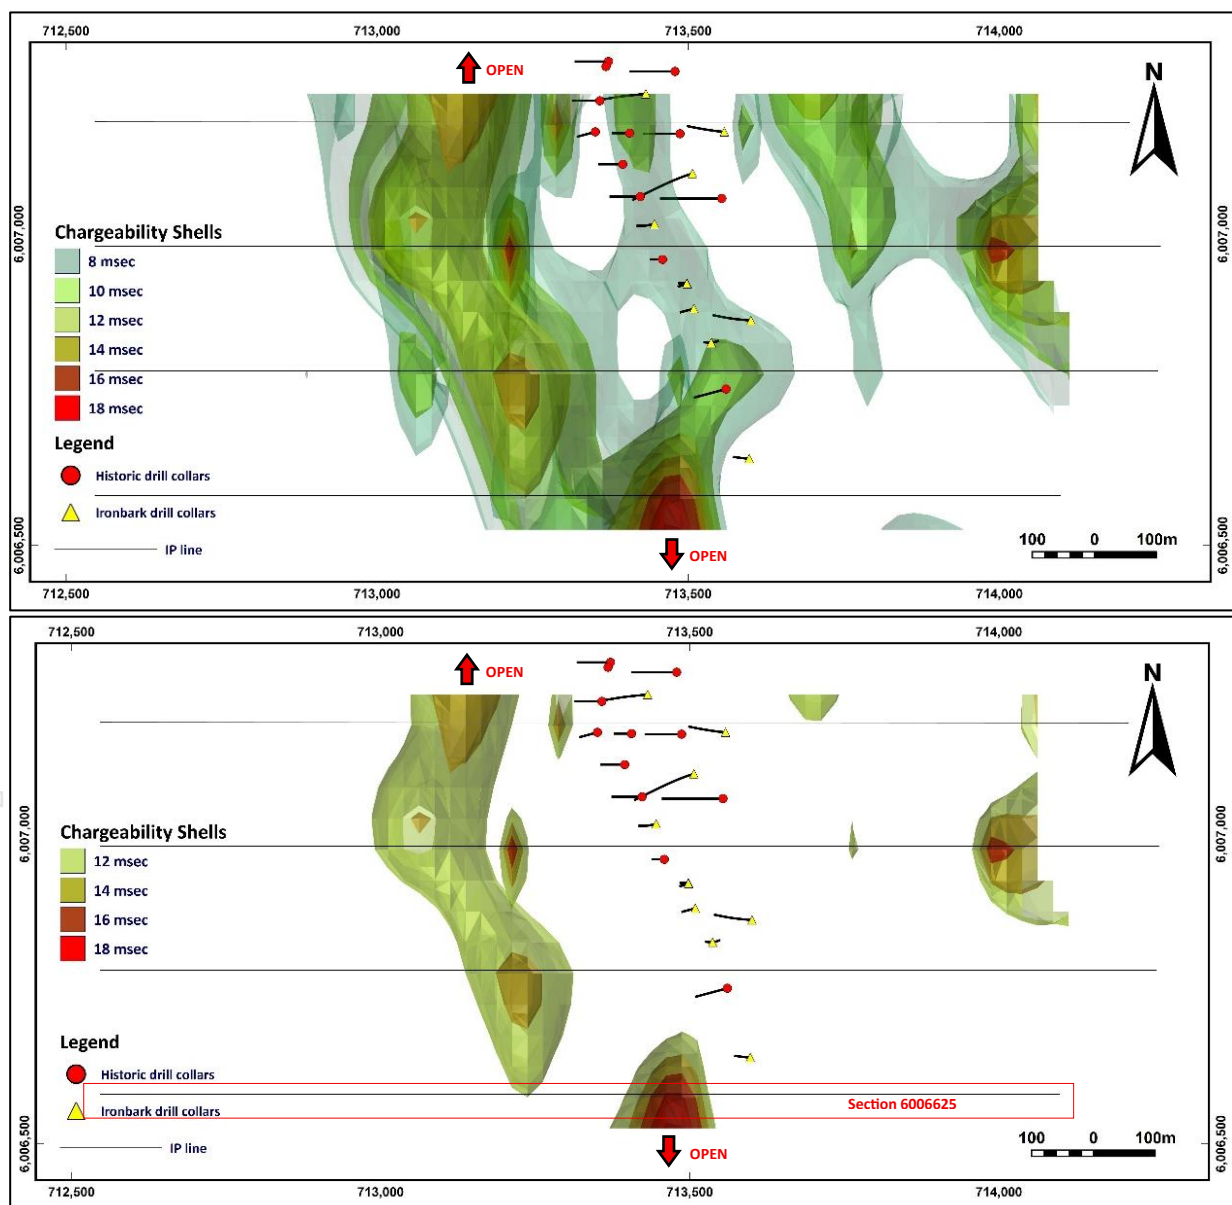 712,500
713,000
713,500
714,000
OPEN
N
6,007,000
6,007,000
Chargeability Shells
8 msec
10 msec
12 msec
14 msec
16 msec
18 msec
Legend
Historic drill collars
Ironbark drill collars
IP line
6,006,500
6,006,500
100 0 100m
OPEN
712,500
713,000
713,500
714,000
712,500
713,000
713,500
714,000
OPEN
N
6,007,000
6,007,000
Chargeability Shells
12 msec
14 msec
16 msec
18 msec
Legend
Historic drill collars
Ironbark drill collars
Section 6006625
IP line
6,006,500
6,006,500
100 0 100m
OPEN
712,500
713,000
713,500
714,000